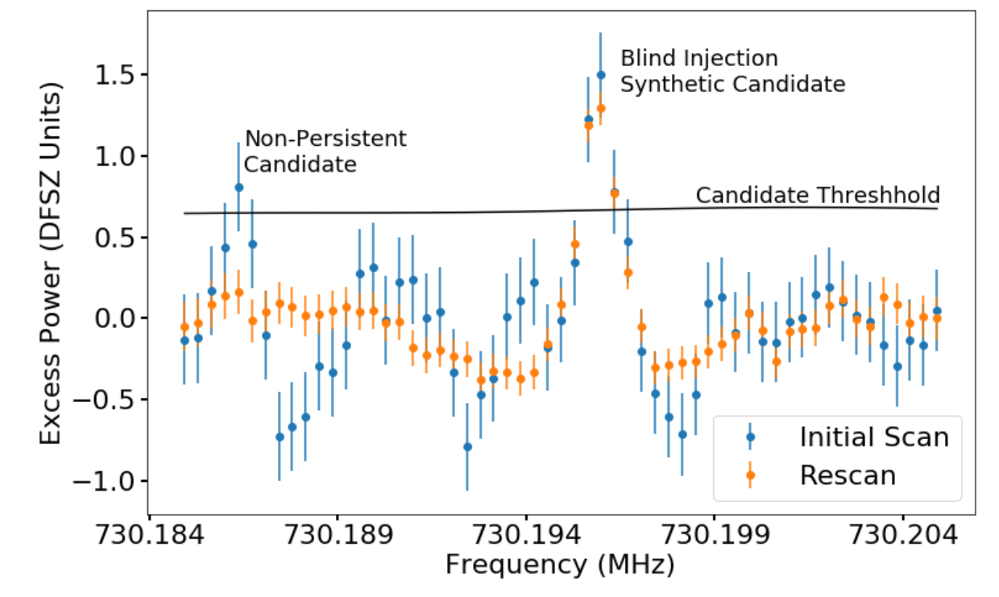 Blind Injection
Synthetic Candidate
Non-Persistent
Candidate
Candidate Threshhold
Excess Power (DFSZ Units)
1.5
1.0
0.5
0.0
−0.5
−1.0
Initial Scan
Rescan
730.184
730.189
730.194
730.199
730.204
Frequency (MHz)